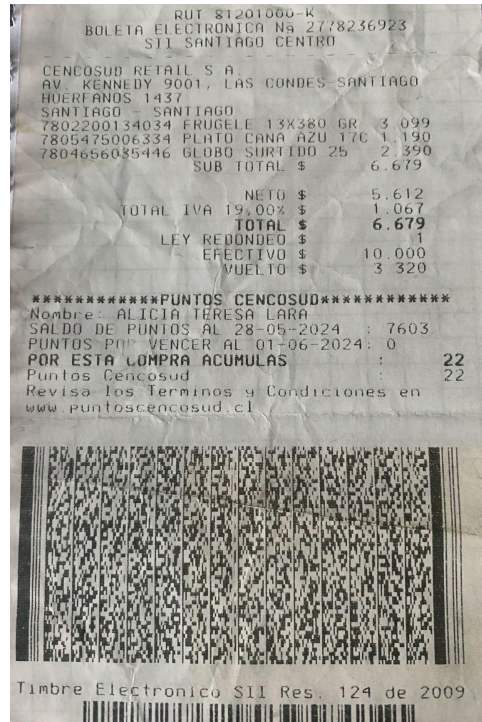 RUT 81201000-K
BOLETA ELECTRONICA Nº 2778236923
SII SANTIAGO CENTRO
CENCOSUD RETAIL S.A.
AV. KENNEDY 9001, LAS CONDES-SANTIAGO
HUERFANOS 1437
SANTIAGO - SANTIAGO
7802200134034 FRUGELE 13X380 GR 3.099
7805475006334 PLATO CANA AZU 17C 1.190
7804656035446 GLOBO SURTIDO 25 2.390
SUB TOTAL $ 6.679
NETO $ 5.612
TOTAL IVA 19,00% $ 1.067
TOTAL $ 6.679
LEY REDONDEO $ 1
EFECTIVO $ 10.000
VUELTO $ 3.320
************PUNTOS CENCOSUD************
Nombre: ALICIA TERESA LARA
SALDO DE PUNTOS AL 28-05-2024 : 7603
PUNTOS POR VENCER AL 01-06-2024: 0
POR ESTA COMPRA ACUMULAS : 22
Puntos Cencosud : 22
Revisa los Terminos y Condiciones en
www.puntoscencosud.cl
Timbre Electronico SII Res. 124 de 2009